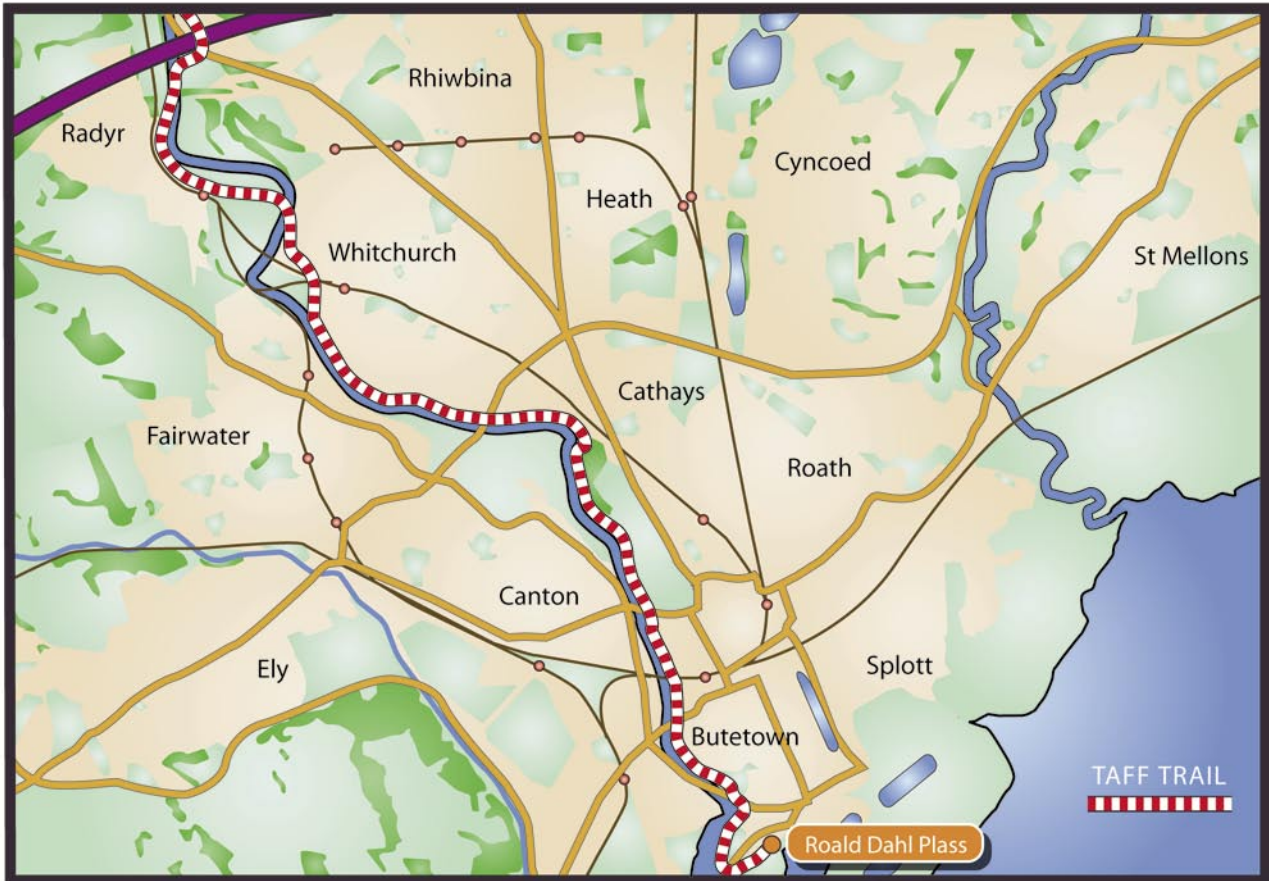 Rhiwbina
Radyr
Cyncoed
Heath
Whitchurch
St Mellons
Cathays
Fairwater
Roath
Canton
Ely
Splott
Butetown
TAFF TRAIL
Roald Dahl Plass